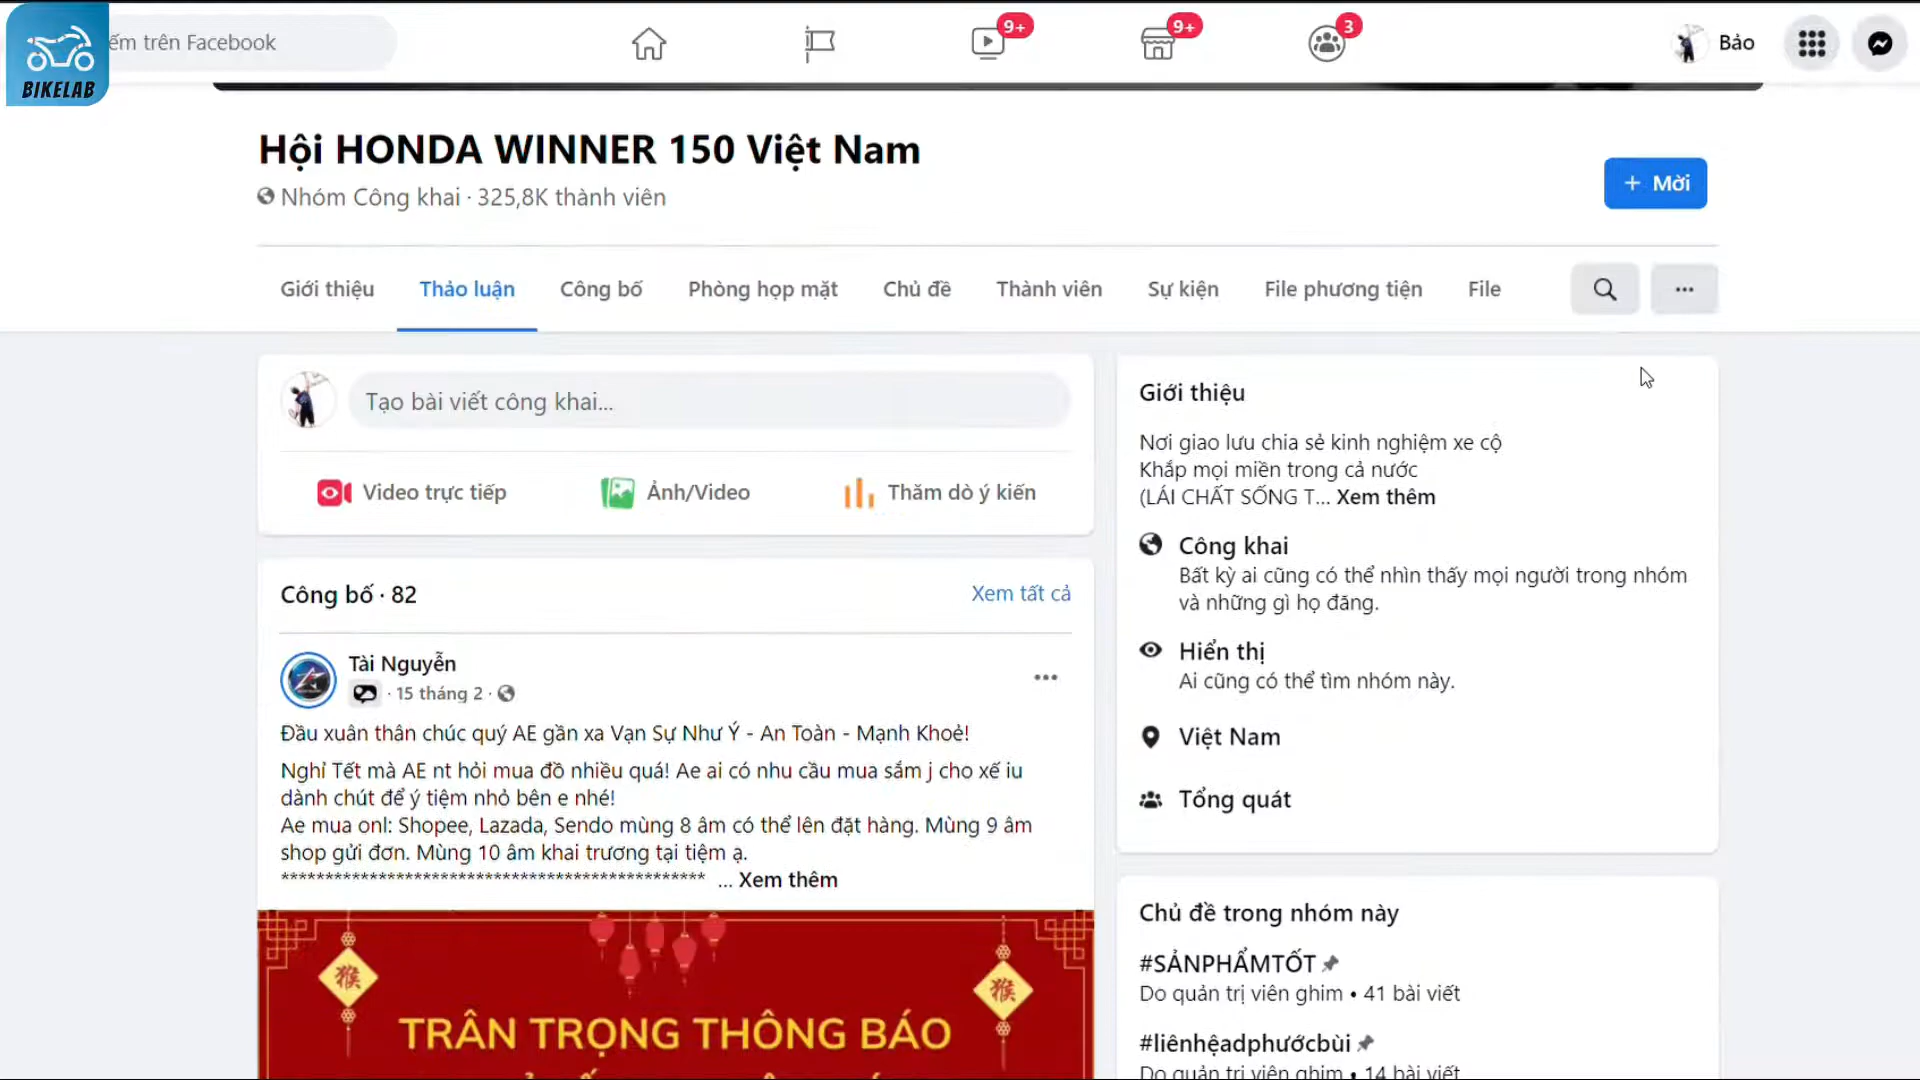 BIKELAB
ếm trên Facebook
9+
9+
3
Bảo
Hội HONDA WINNER 150 Việt Nam
Nhóm Công khai · 325,8K thành viên
+ Mời
Giới thiệu
Thảo luận
Công bố
Phòng họp mặt
Chủ đề
Thành viên
Sự kiện
File phương tiện
File
Tạo bài viết công khai...
Video trực tiếp
Ảnh/Video
Thăm dò ý kiến
Công bố · 82
Xem tất cả
Tài Nguyễn
· 15 tháng 2 ·
Đầu xuân thân chúc quý AE gần xa Vạn Sự Như Ý - An Toàn - Mạnh Khoẻ!
Nghỉ Tết mà AE nt hỏi mua đồ nhiều quá! Ae ai có nhu cầu mua sắm j cho xế iu
dành chút để ý tiệm nhỏ bên e nhé!
Ae mua onl: Shopee, Lazada, Sendo mùng 8 âm có thể lên đặt hàng. Mùng 9 âm
shop gửi đơn. Mùng 10 âm khai trương tại tiệm ạ.
************************************************ ... Xem thêm
猴
猴
TRÂN TRỌNG THÔNG BÁO
Giới thiệu
Nơi giao lưu chia sẻ kinh nghiệm xe cộ
Khắp mọi miền trong cả nước
(LÁI CHẤT SỐNG T... Xem thêm
Công khai
Bất kỳ ai cũng có thể nhìn thấy mọi người trong nhóm
và những gì họ đăng.
Hiển thị
Ai cũng có thể tìm nhóm này.
Việt Nam
Tổng quát
Chủ đề trong nhóm này
#SẢNPHẨMTỐT
Do quản trị viên ghim • 41 bài viết
#liênhệadphướcbùi
Do quản trị viên ghim • 14 bài viết